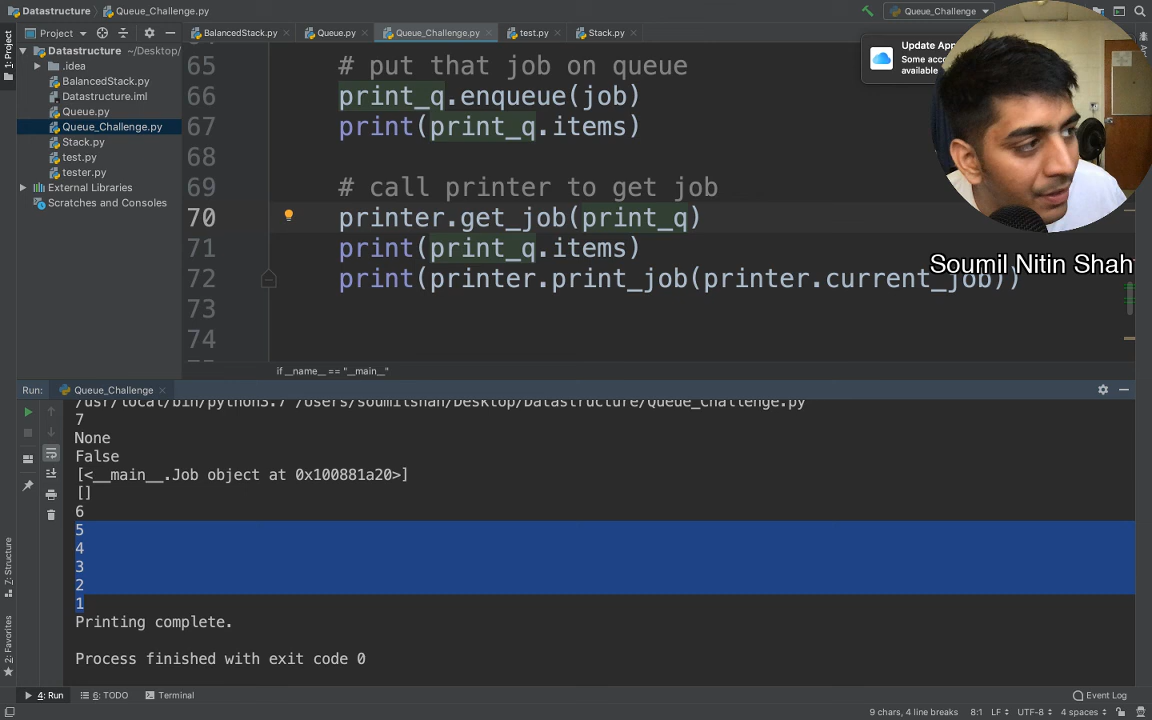 Datastructure Queue_Challenge.py
Queue_Challenge
Project
BalancedStack.py Queue.py Queue_Challenge.py test.py Stack.py
Update App
Some acco
available
1: Project
Datastructure ~/Desktop/
.idea
BalancedStack.py
Datastructure.iml
Queue.py
Queue_Challenge.py
Stack.py
test.py
tester.py
External Libraries
Scratches and Consoles
65 # put that job on queue
66 print_q.enqueue(job)
67 print(print_q.items)
68
69 # call printer to get job
70 printer.get_job(print_q)
71 print(print_q.items)
72 print(printer.print_job(printer.current_job))
73
74
Soumil Nitin Shah
if __name__ == "__main__"
Run: Queue_Challenge
/usr/local/bin/python3.7 /Users/soumilshah/Desktop/Datastructure/Queue_Challenge.py
7
None
False
[<__main__.Job object at 0x100881a20>]
[]
6
5
4
3
2
1
Printing complete.
Process finished with exit code 0
7: Structure
2: Favorites
4: Run 6: TODO Terminal Event Log
9 chars, 4 line breaks 8:1 LF UTF-8 4 spaces